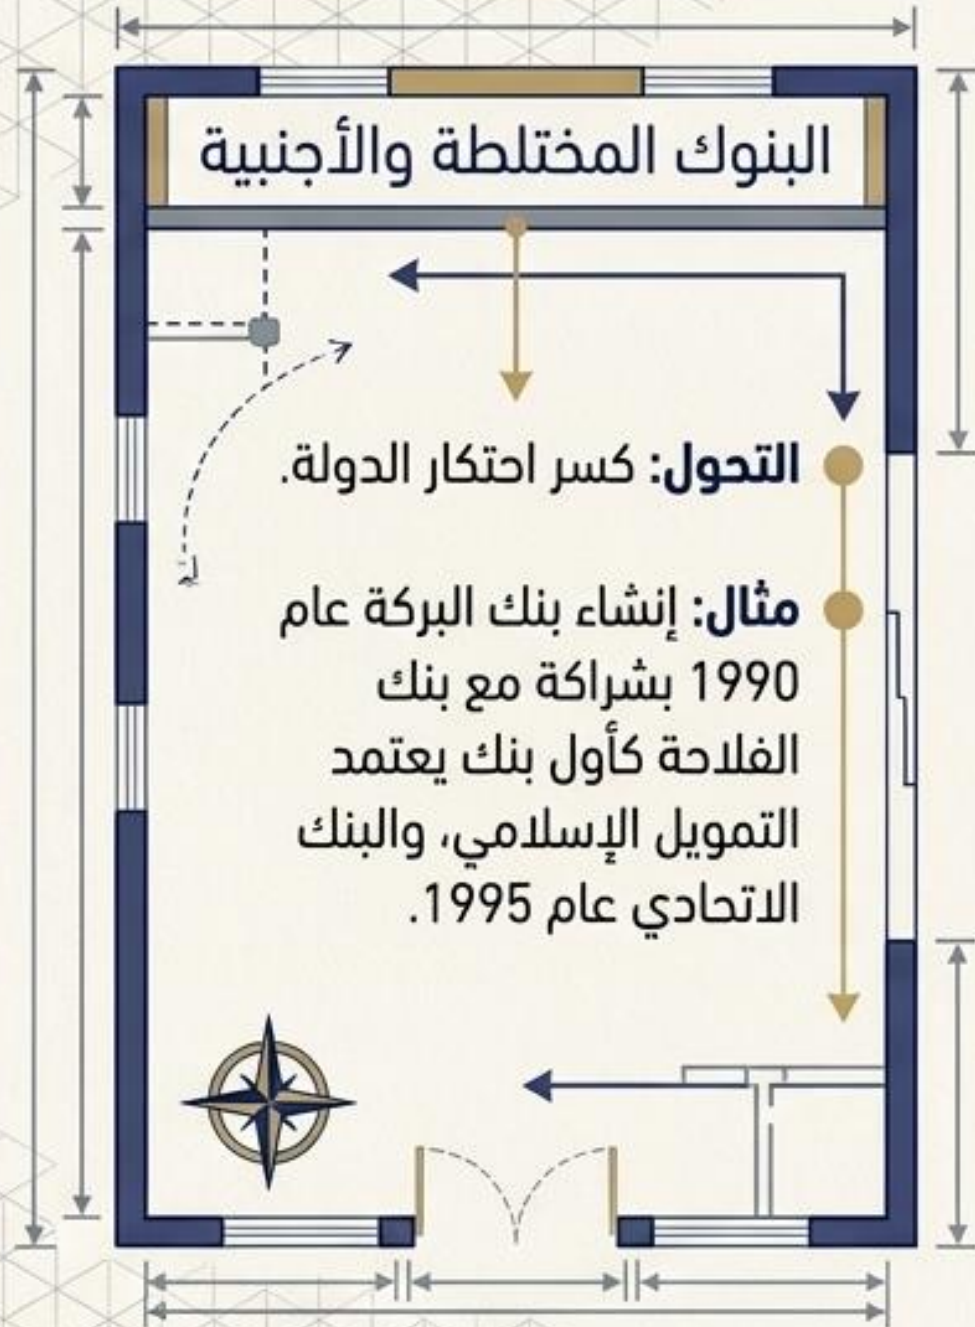 البنوك المختلطة والأجنبية
التحول: كسر احتكار الدولة.
مثال: إنشاء بنك البركة عام
1990 بشراكة مع بنك
الفلاحة كأول بنك يعتمد
التمويل الإسلامي، والبنك
الاتحادي عام 1995.